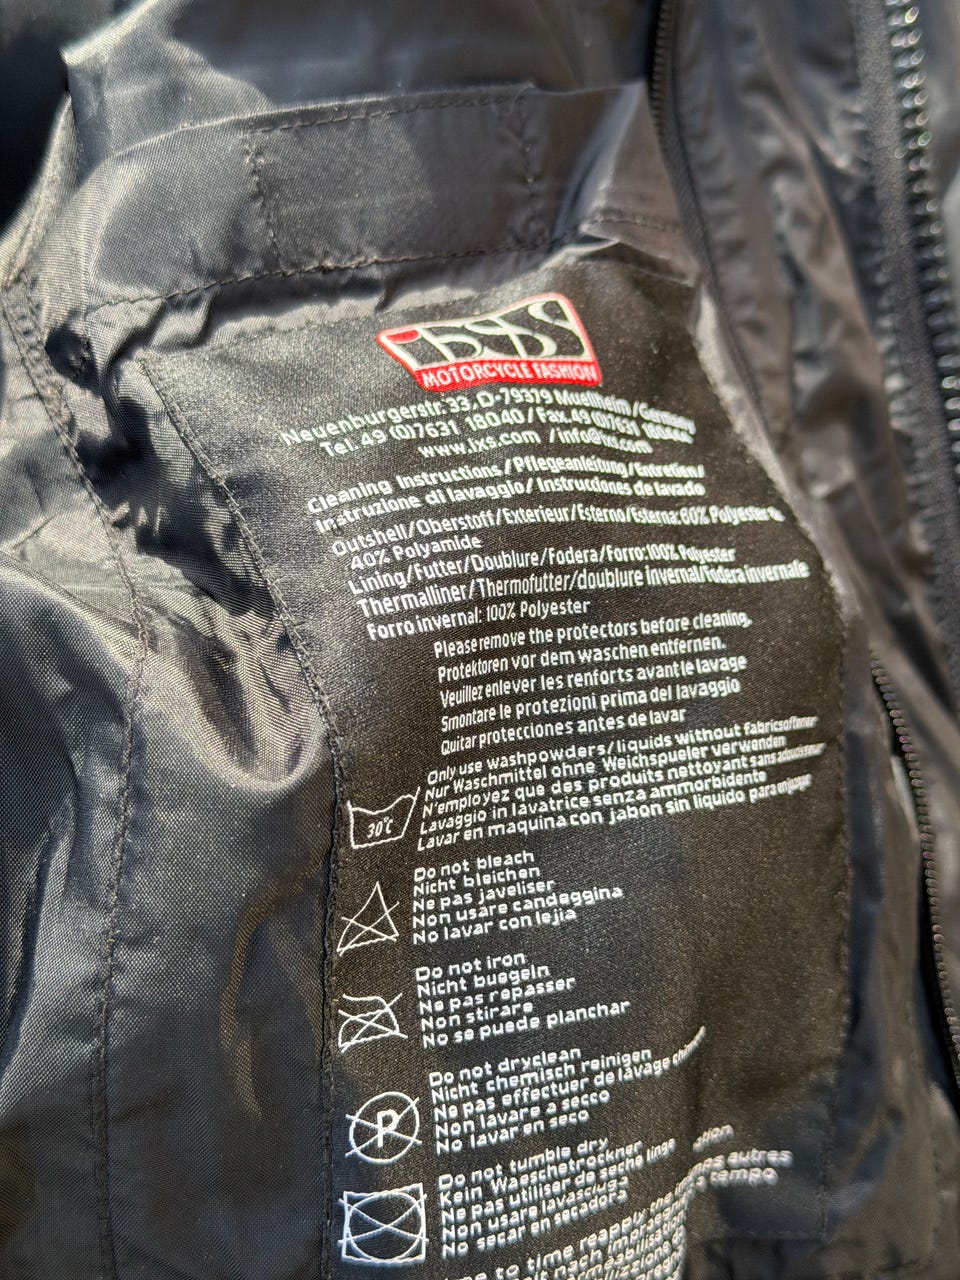 ixs
MOTORCYCLE FASHION
Neuenburgerstr. 33, D-79379 Muellheim/Germany
Tel. 49 (0)7631 18040 / Fax. 49 (0)7631
www.ixs.com /info@ixs.com
Cleaning Instructions/Pflegeanleitung/Entretien/
Instruzione di lavaggio/Instrucciones de lavado
Outshell/Oberstoff/Exterieur/Esterno/Esterna: 60% Polyester &
40% Polyamide
Lining/Futter/Doublure/Fodera/Forro: 100% Polyester
Thermalliner/Thermofutter/doublure invernal/fodera invernale
Forro invernal: 100% Polyester
Please remove the protectors before cleaning.
Protektoren vor dem waschen entfernen.
Veuillez enlever les renforts avant le lavage
Smontare le protezioni prima del lavaggio
Quitar protecciones antes de lavar
Only use washpowders/liquids without fabricsoftener
Nur Waschmittel ohne Weichspueler verwenden
N'employez que des produits nettoyant sans adoucisseur
Lavaggio in lavatrice senza ammorbidente
Lavar en maquina con jabon sin liquido para enjuage
30°C
Do not bleach
Nicht bleichen
Ne pas javeliser
Non usare candeggina
No lavar con lejia
Do not iron
Nicht buegeln
Ne pas repasser
Non stirare
No se puede planchar
Do not dryclean
Nicht chemisch reinigen
Ne pas effectuer de lavage
Non lavare a secco
No lavar en seco
P
Do not tumble dry
Kein Waeschetrockner
Ne pas utiliser de seche linge
Non usare lavasciuga
No secar en secadora
to time reapply the
nach
autres
tempo